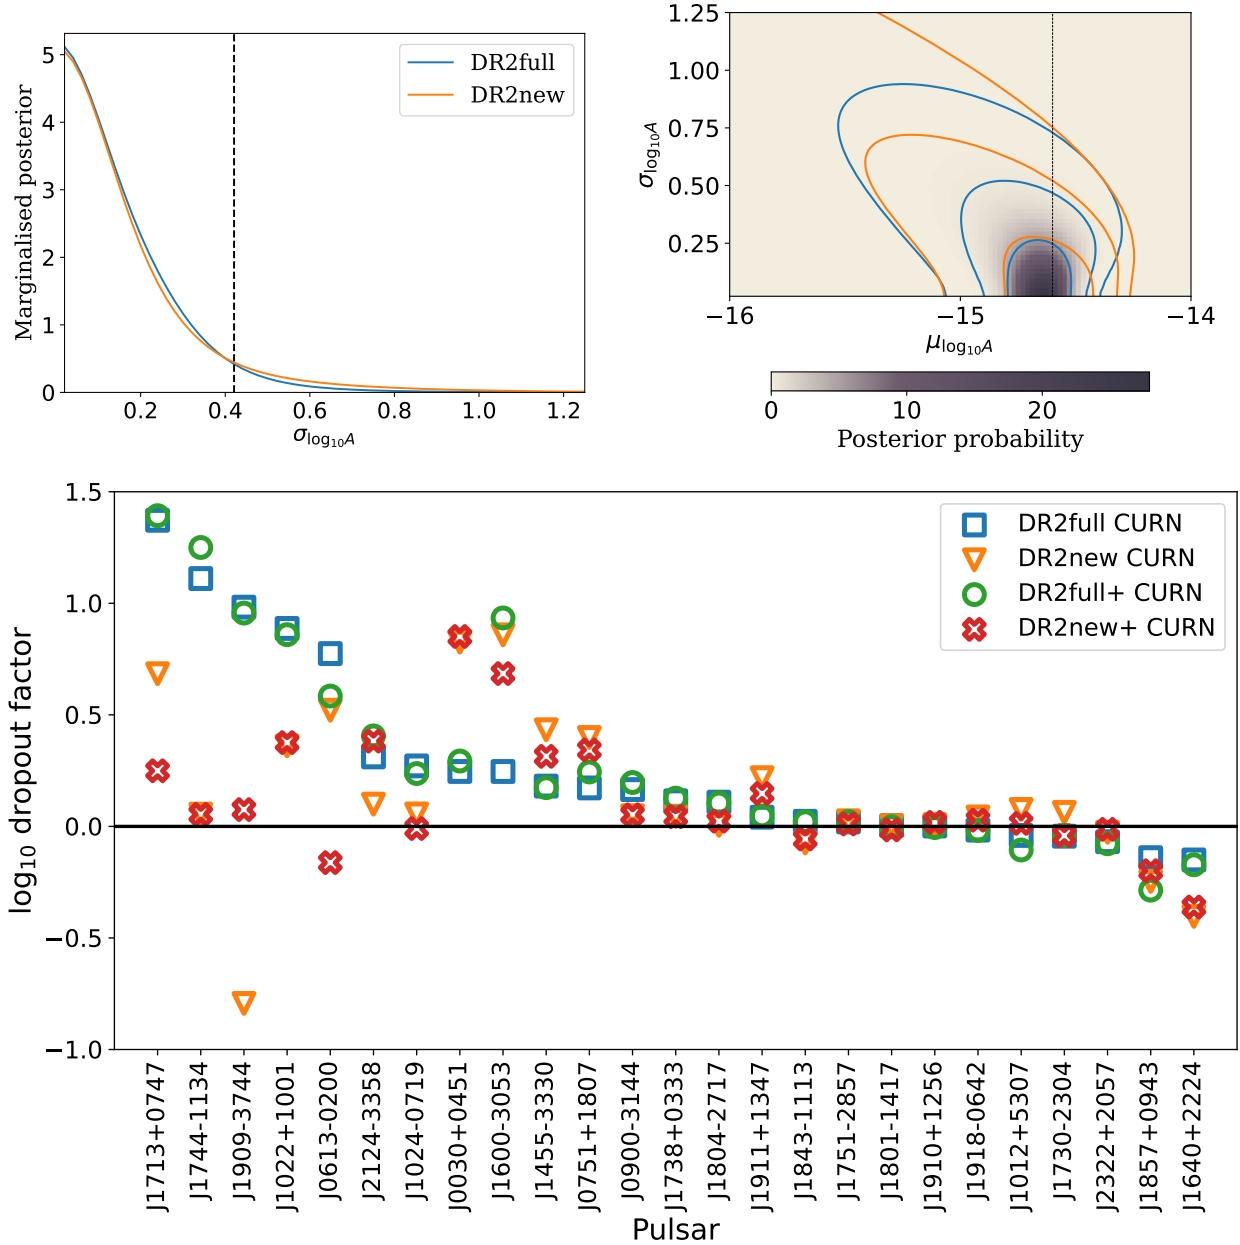 5
4
3
2
1
0
Marginalised posterior
DR2full
DR2new
0.2 0.4 0.6 0.8 1.0 1.2
σlog₁₀A
1.25
1.00
0.75
0.50
0.25
σlog₁₀A
−16 −15 −14
μlog₁₀A
0 10 20
Posterior probability
1.5
1.0
0.5
0.0
−0.5
−1.0
log₁₀ dropout factor
DR2full CURN
DR2new CURN
DR2full+ CURN
DR2new+ CURN
J1713+0747
J1744-1134
J1909-3744
J1022+1001
J0613-0200
J2124-3358
J1024-0719
J0030+0451
J1600-3053
J1455-3330
J0751+1807
J0900-3144
J1738+0333
J1804-2717
J1911+1347
J1843-1113
J1751-2857
J1801-1417
J1910+1256
J1918-0642
J1012+5307
J1730-2304
J2322+2057
J1857+0943
J1640+2224
Pulsar